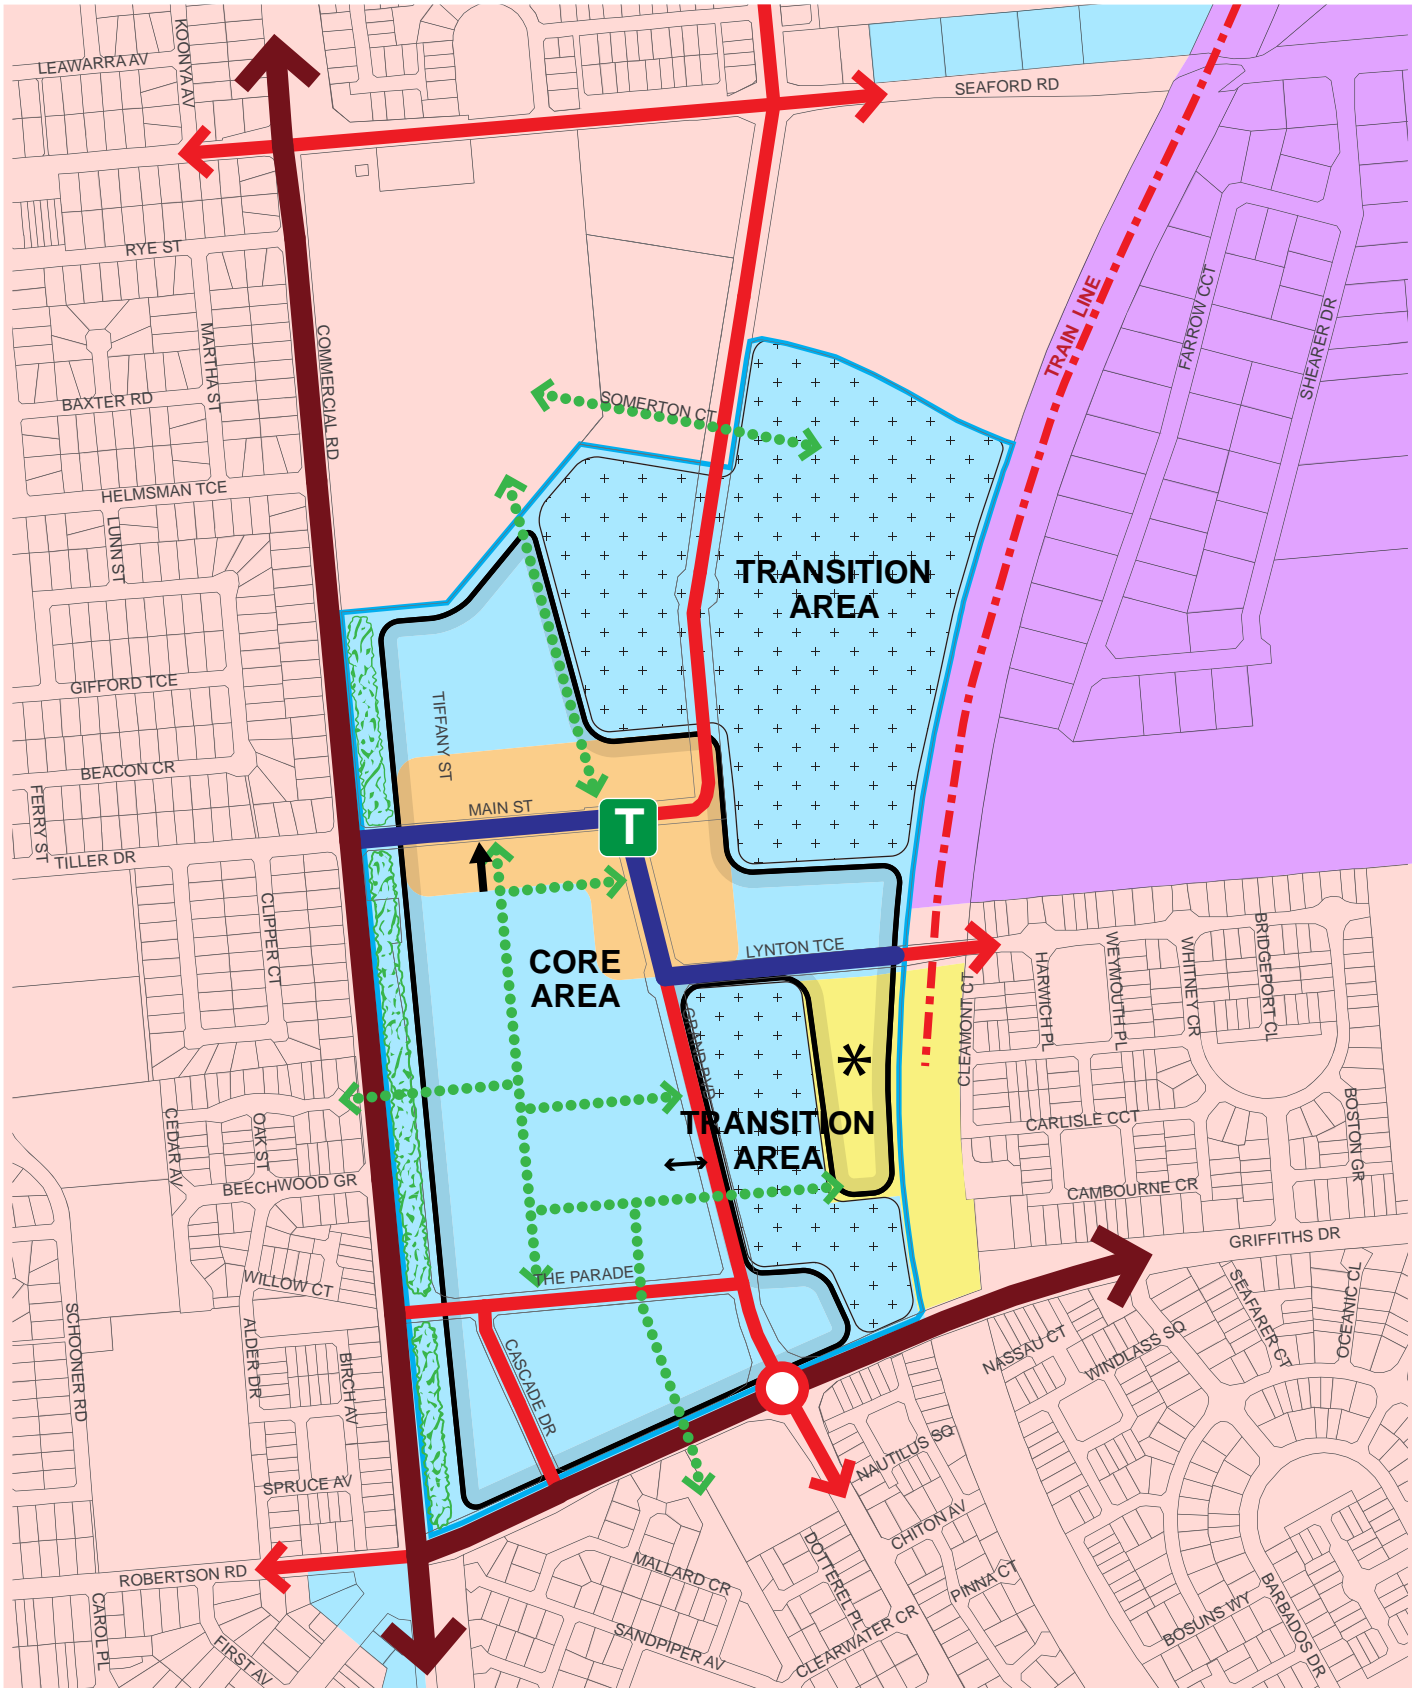 LEAWARRA AV
KOONYA AV
SEAFORD RD
RYE ST
MARTHA ST
COMMERCIAL RD
TRAIN LINE
FARROW CCT
SHEARER DR
BAXTER RD
SOMERTON CT
HELMSMAN TCE
LUNN ST
TRANSITION
AREA
GIFFORD TCE
TIFFANY ST
BEACON CR
FERRY ST
MAIN ST
T
TILLER DR
CLIPPER CT
LYNTON TCE
CORE
AREA
CLEAMONT CT
HARWICH PL
WEYMOUTH PL
WHITNEY CR
BRIDGEPORT CL
GRAND BVD
*
CEDAR AV
OAK ST
TRANSITION
AREA
CARLISLE CCT
BOSTON GR
BEECHWOOD GR
CAMBOURNE CR
GRIFFITHS DR
WILLOW CT
THE PARADE
SCHOONER RD
ALDER DR
BIRCH AV
CASCADE DR
NASSAU CT
WINDLASS SQ
SEAFARER CT
OCEANIC CL
SPRUCE AV
NAUTILUS SQ
CHITON AV
ROBERTSON RD
MALLARD CR
DOTTEREL PL
PINNA CT
CAROL PL
FIRST AV
SANDPIPER AV
CLEARWATER CR
BOSUNS WY
BARBADOS DR